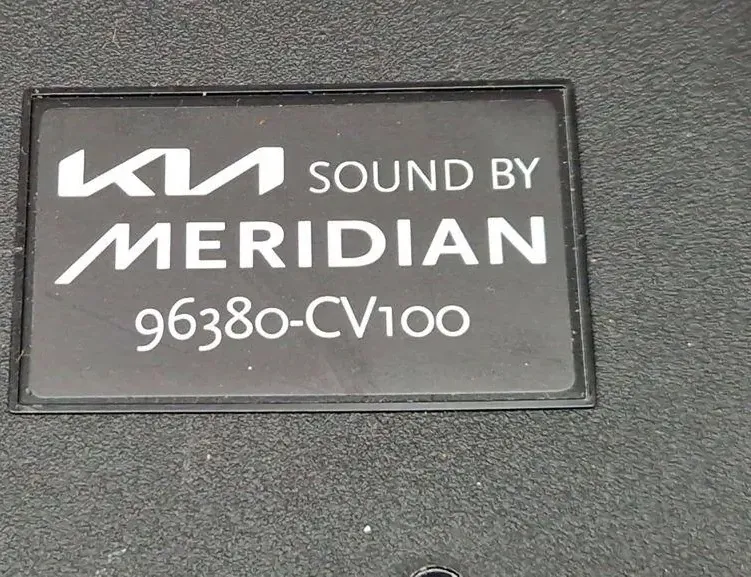 KIA SOUND BY
MERIDIAN
96380-CV100